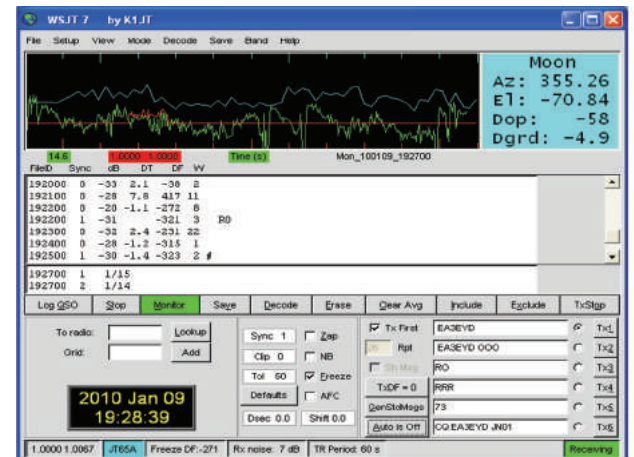 WSJT 7 by K1JT
File Setup View Mode Decode Save Band Help
Moon
Az: 355.26
El: -70.84
Dop: -58
Dgrd: -4.9
14.6 1.0000 1.0000 Time (s) Mon_100109_192700
FileID Sync dB DT DF W
192000 0 -33 2.1 -38 2
192100 0 -28 7.8 417 11
192200 0 -28 -1.1 -272 8
192200 1 -31 -321 3 RO
192300 0 -32 2.4 -231 22
192400 0 -28 -1.2 -315 1
192500 1 -30 -1.4 -323 2 #
192700 1 1/15
192700 2 1/14
Log QSO Stop Monitor Save Decode Erase Clear Avg Include Exclude TxStop
To radio: Lookup
Grid: Add
2010 Jan 09
19:28:39
Sync 1 Zap
Clip 0 NB
Tol 50 Freeze
Defaults AFC
Dsec 0.0 Shift 0.0
Tx First EA3EYD Tx1
Rpt EA3EYD OOO Tx2
Sh Msg RO Tx3
TxDF = 0 RRR Tx4
GenStdMsgs 73 Tx5
Auto is Off CQ EA3EYD JN01 Tx6
1.0000 1.0067 JT65A Freeze DF:-271 Rx noise: 7 dB TR Period: 60 s Receiving